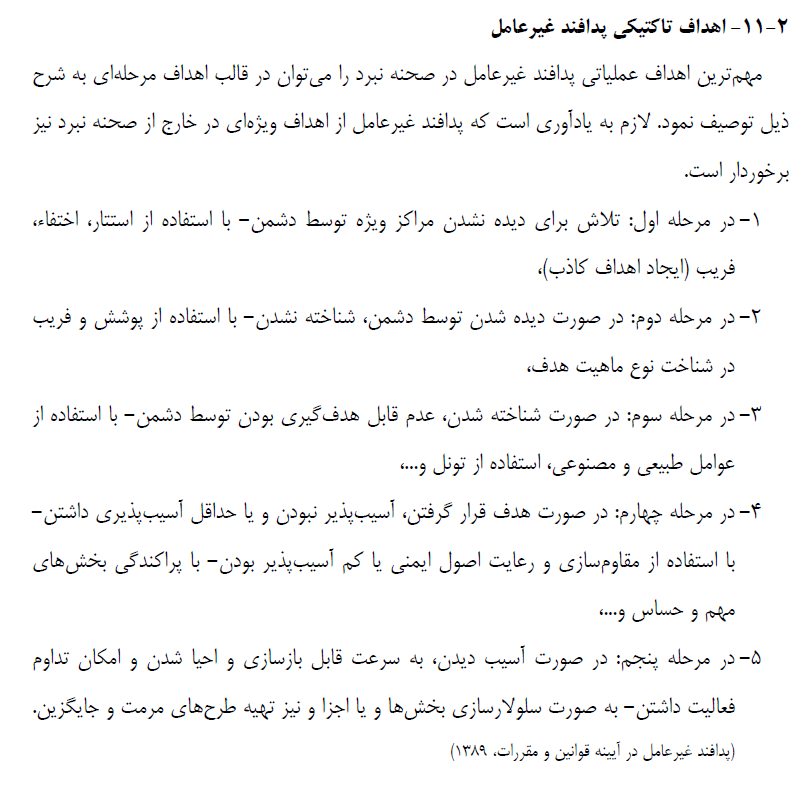 ۲-۱۱- اهداف تاکتیکی پدافند غیرعامل
مهم‌ترین اهداف عملیاتی پدافند غیرعامل در صحنه نبرد را می‌توان در قالب اهداف مرحله‌ای به شرح
ذیل توصیف نمود. لازم به یادآوری است که پدافند غیرعامل از اهداف ویژه‌ای در خارج از صحنه نبرد نیز
برخوردار است.
۱- در مرحله اول: تلاش برای دیده نشدن مراکز ویژه توسط دشمن- با استفاده از استتار، اختفاء،
فریب (ایجاد اهداف کاذب)،
۲- در مرحله دوم: در صورت دیده شدن توسط دشمن، شناخته نشدن- با استفاده از پوشش و فریب
در شناخت نوع ماهیت هدف،
۳- در مرحله سوم: در صورت شناخته شدن، عدم قابل هدف‌گیری بودن توسط دشمن- با استفاده از
عوامل طبیعی و مصنوعی، استفاده از تونل و...،
۴- در مرحله چهارم: در صورت هدف قرار گرفتن، آسیب‌پذیر نبودن و یا حداقل آسیب‌پذیری داشتن-
با استفاده از مقاوم‌سازی و رعایت اصول ایمنی یا کم آسیب‌پذیر بودن- با پراکندگی بخش‌های
مهم و حساس و...،
۵- در مرحله پنجم: در صورت آسیب دیدن، به سرعت قابل بازسازی و احیا شدن و امکان تداوم
فعالیت داشتن- به صورت سلولارسازی بخش‌ها و یا اجزا و نیز تهیه طرح‌های مرمت و جایگزین.
(پدافند غیرعامل در آیینه قوانین و مقررات، ۱۳۸۹)